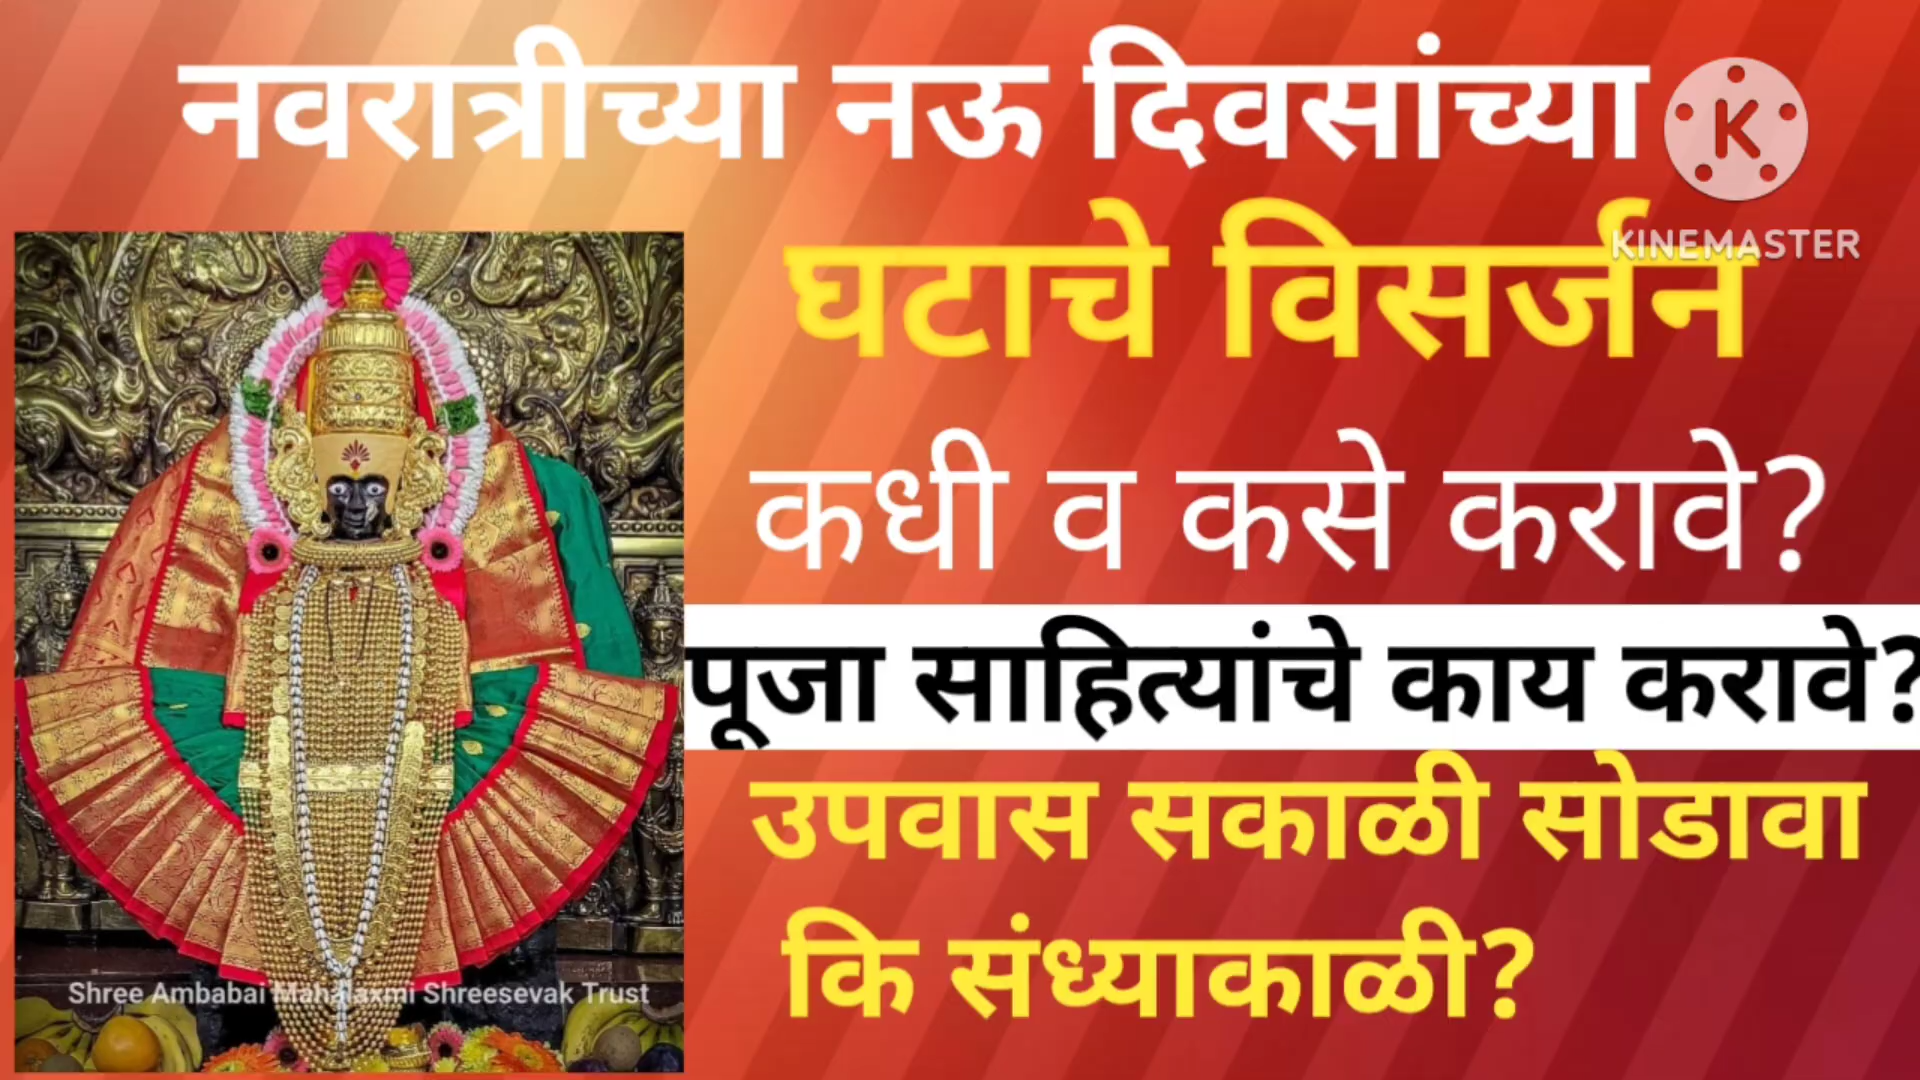 नवरात्रीच्या नऊ दिवसांच्या
K
KINEMASTER
घटाचे विसर्जन
कधी व कसे करावे?
पूजा साहित्यांचे काय करावे?
उपवास सकाळी सोडावा
कि संध्याकाळी?
Shree Ambabai Mahalaxmi Shreesevak Trust